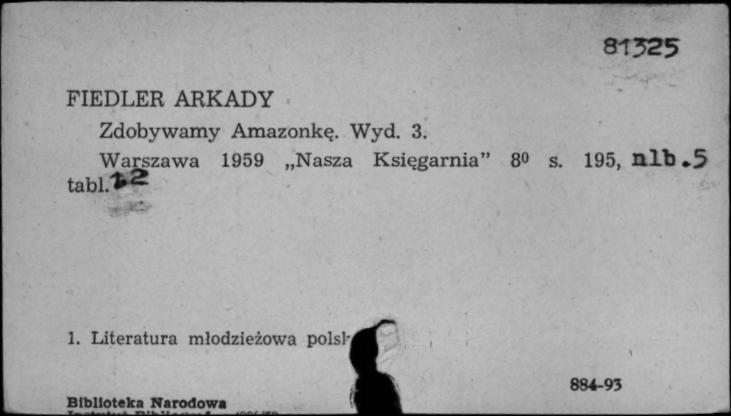 81325
FIEDLER ARKADY
Zdobywamy Amazonkę. Wyd. 3.
Warszawa 1959 „Nasza Księgarnia” 8⁰ s. 195, nlb.5
tabl.
1. Literatura młodzieżowa
884-93
Biblioteka Narodowa